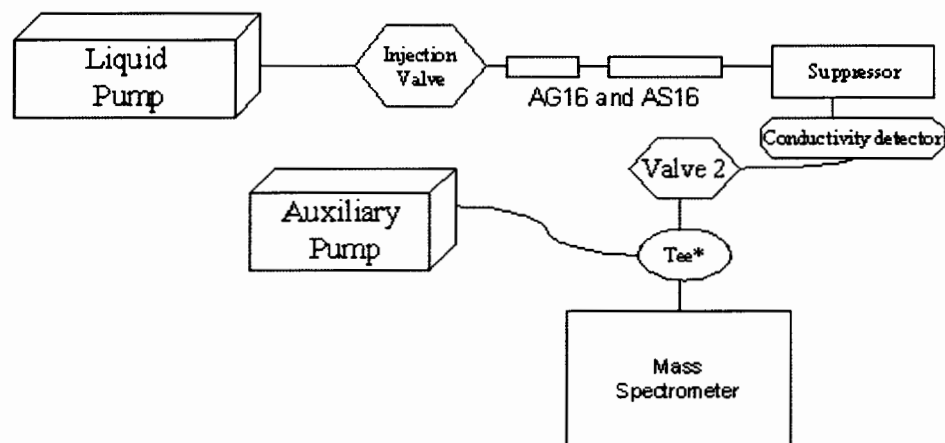 Liquid
Pump
Injection
Valve
AG16 and AS16
Suppressor
Conductivity detector
Valve 2
Auxiliary
Pump
Tee*
Mass
Spectrometer